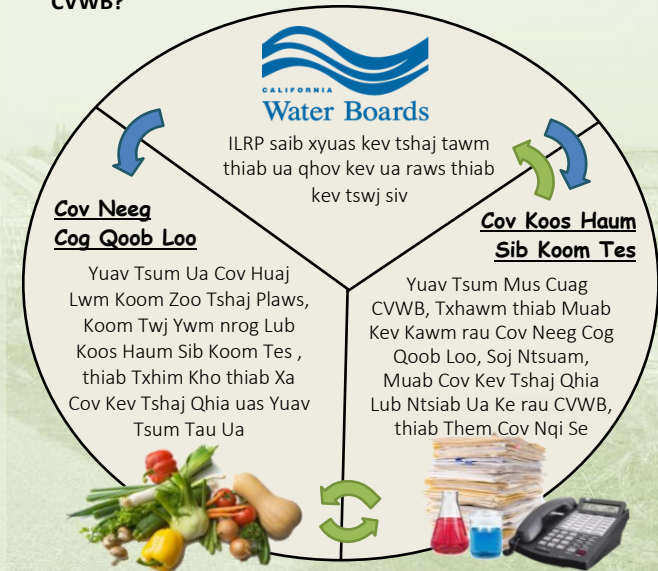 CVWB?
CALIFORNIA
Water Boards
ILRP saib xyuas kev tshaj tawm
thiab ua qhov kev ua raws thiab
kev tswj siv
Cov Neeg
Cog Qoob Loo
Yuav Tsum Ua Cov Huaj
Lwm Koom Zoo Tshaj Plaws,
Koom Twj Ywm nrog Lub
Koos Haum Sib Koom Tes ,
thiab Txhim Kho thiab Xa
Cov Kev Tshaj Qhia uas Yuav
Tsum Tau Ua
Cov Koos Haum
Sib Koom Tes
Yuav Tsum Mus Cuag
CVWB, Txhawm thiab Muab
Kev Kawm rau Cov Neeg Cog
Qoob Loo, Soj Ntsuam,
Muab Cov Kev Tshaj Qhia
Lub Ntsiab Ua Ke rau CVWB,
thiab Them Cov Nqi Se